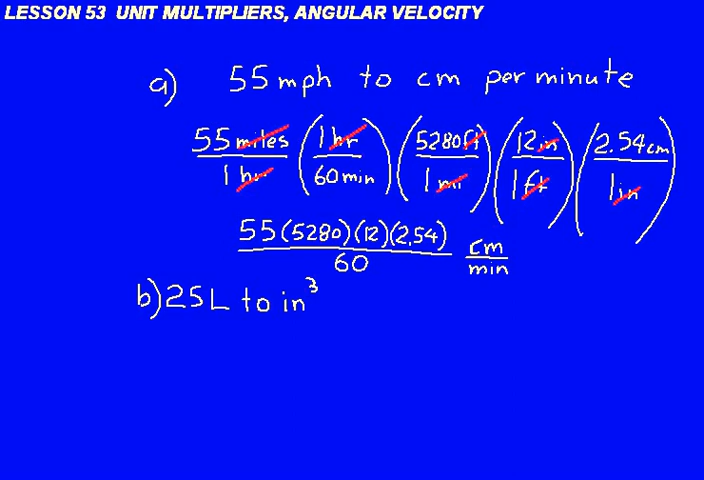 LESSON 53 UNIT MULTIPLIERS, ANGULAR VELOCITY
a) 55 mph to cm per minute
55 miles / 1 hr (1 hr / 60 min) (5280 ft / 1 mi) (12 in / 1 ft) (2.54 cm / 1 in)
55(5280)(12)(2.54) / 60 cm / min
b) 25 L to in³